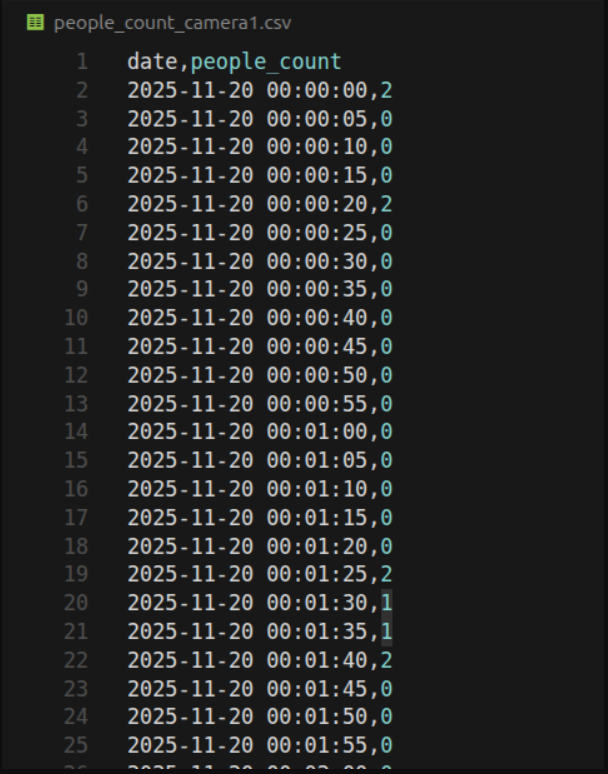 people_count_camera1.csv
1 date,people_count
2 2025-11-20 00:00:00,2
3 2025-11-20 00:00:05,0
4 2025-11-20 00:00:10,0
5 2025-11-20 00:00:15,0
6 2025-11-20 00:00:20,2
7 2025-11-20 00:00:25,0
8 2025-11-20 00:00:30,0
9 2025-11-20 00:00:35,0
10 2025-11-20 00:00:40,0
11 2025-11-20 00:00:45,0
12 2025-11-20 00:00:50,0
13 2025-11-20 00:00:55,0
14 2025-11-20 00:01:00,0
15 2025-11-20 00:01:05,0
16 2025-11-20 00:01:10,0
17 2025-11-20 00:01:15,0
18 2025-11-20 00:01:20,0
19 2025-11-20 00:01:25,2
20 2025-11-20 00:01:30,1
21 2025-11-20 00:01:35,1
22 2025-11-20 00:01:40,2
23 2025-11-20 00:01:45,0
24 2025-11-20 00:01:50,0
25 2025-11-20 00:01:55,0